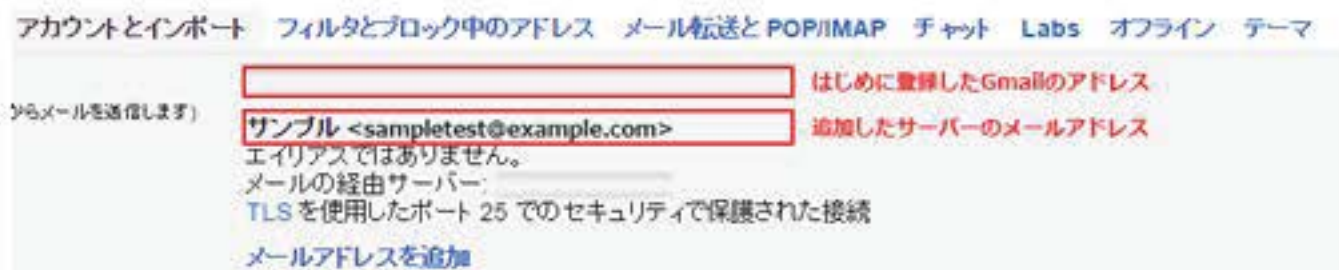 アカウントとインポート フィルタとブロック中のアドレス メール転送と POP/IMAP チャット Labs オフライン テーマ
はじめに登録したGmailのアドレス
からメールを送信します)
サンプル <sampletest@example.com> 追加したサーバーのメールアドレス
エイリアスではありません。
メールの経由サーバー:
TLS を使用したポート 25 でのセキュリティで保護された接続
メールアドレスを追加